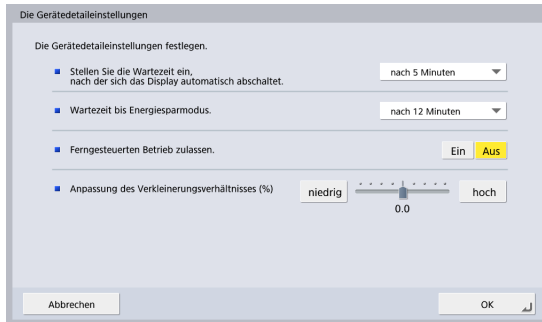 Die Gerätedetaileinstellungen
Die Gerätedetaileinstellungen festlegen.
Stellen Sie die Wartezeit ein,
nach der sich das Display automatisch abschaltet.
nach 5 Minuten
Wartezeit bis Energiesparmodus.
nach 12 Minuten
Ferngesteuerten Betrieb zulassen.
Ein Aus
Anpassung des Verkleinerungsverhältnisses (%)
niedrig
hoch
0.0
Abbrechen
OK